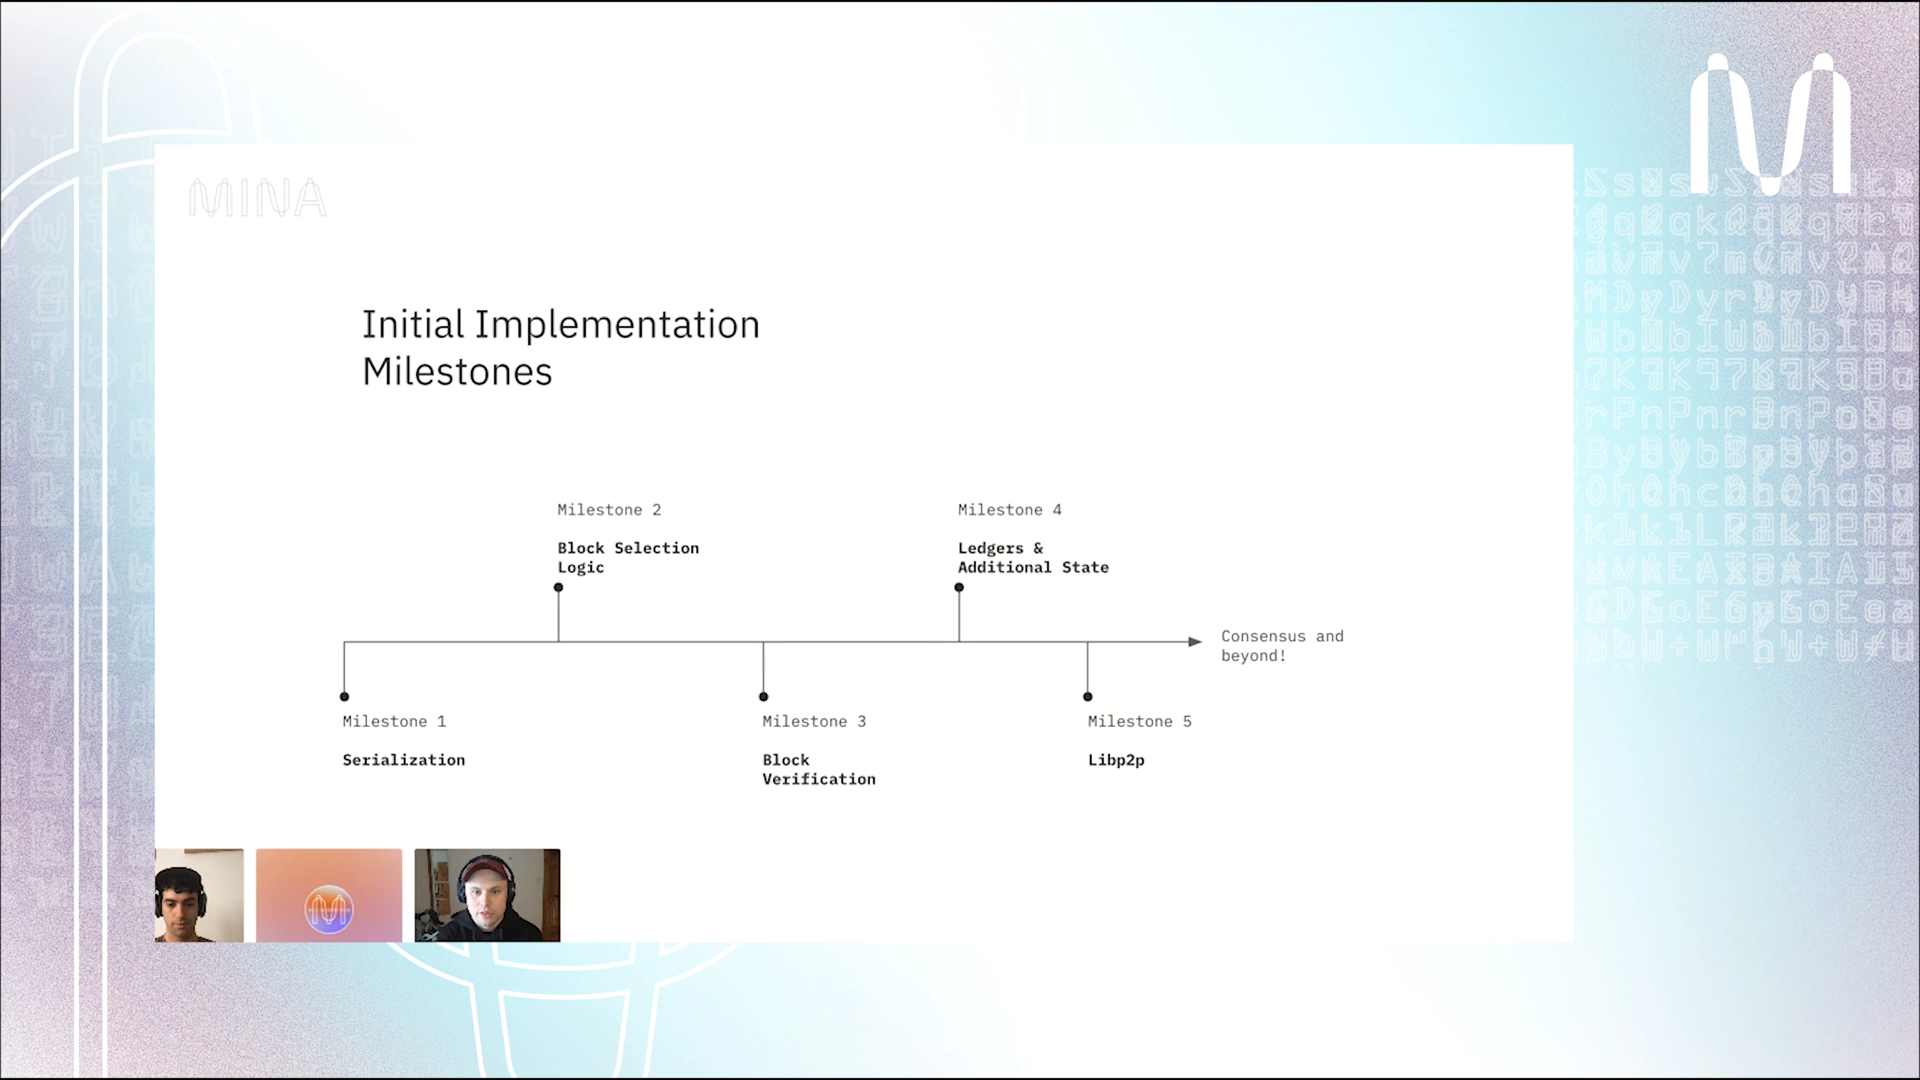 MINA
Initial Implementation
Milestones
Milestone 2
Block Selection
Logic
Milestone 4
Ledgers &
Additional State
Consensus and
beyond!
Milestone 1
Serialization
Milestone 3
Block
Verification
Milestone 5
Libp2p